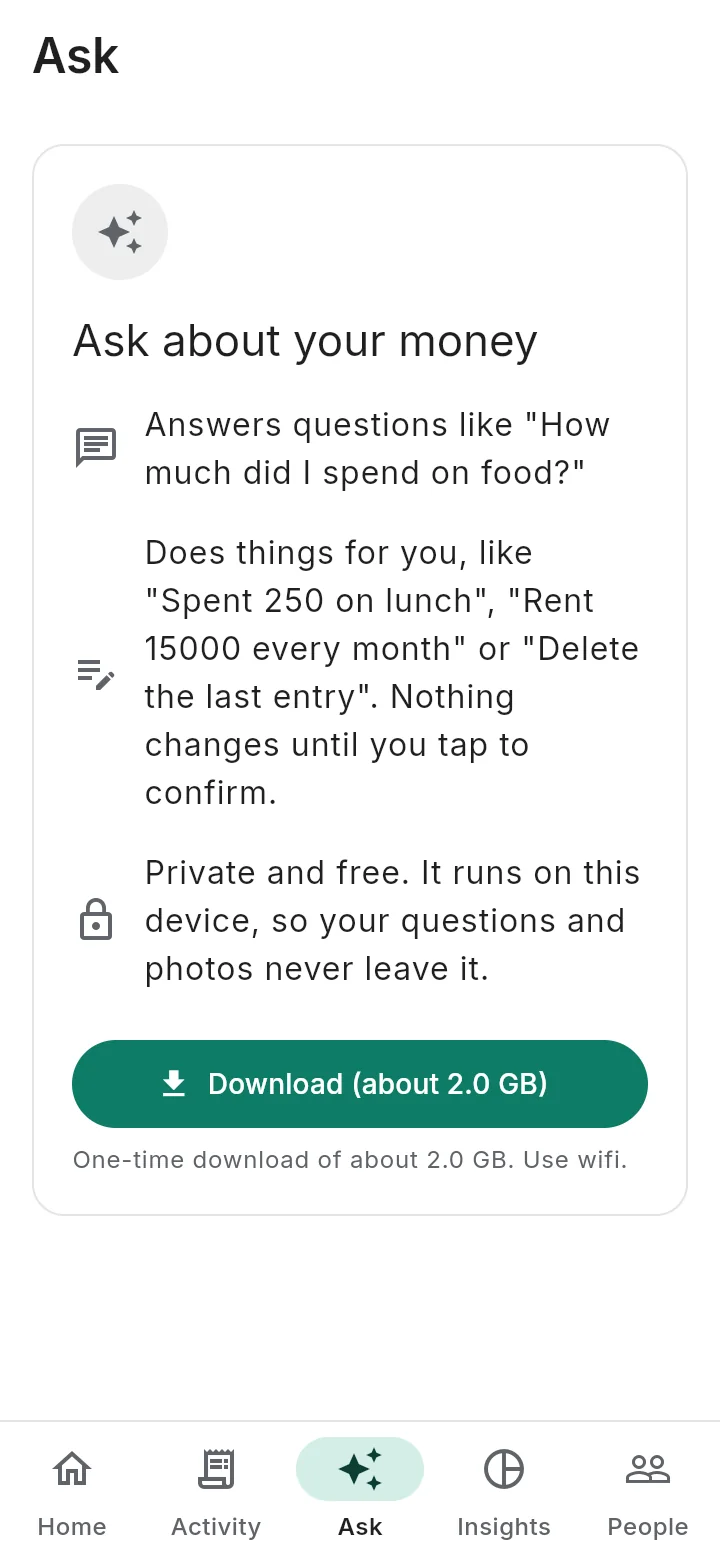 Ask
Ask about your money
Answers questions like "How
much did I spend on food?"
Does things for you, like
"Spent 250 on lunch", "Rent
15000 every month" or "Delete
the last entry". Nothing
changes until you tap to
confirm.
Private and free. It runs on this
device, so your questions and
photos never leave it.
Download (about 2.0 GB)
One-time download of about 2.0 GB. Use wifi.
Home Activity Ask Insights People